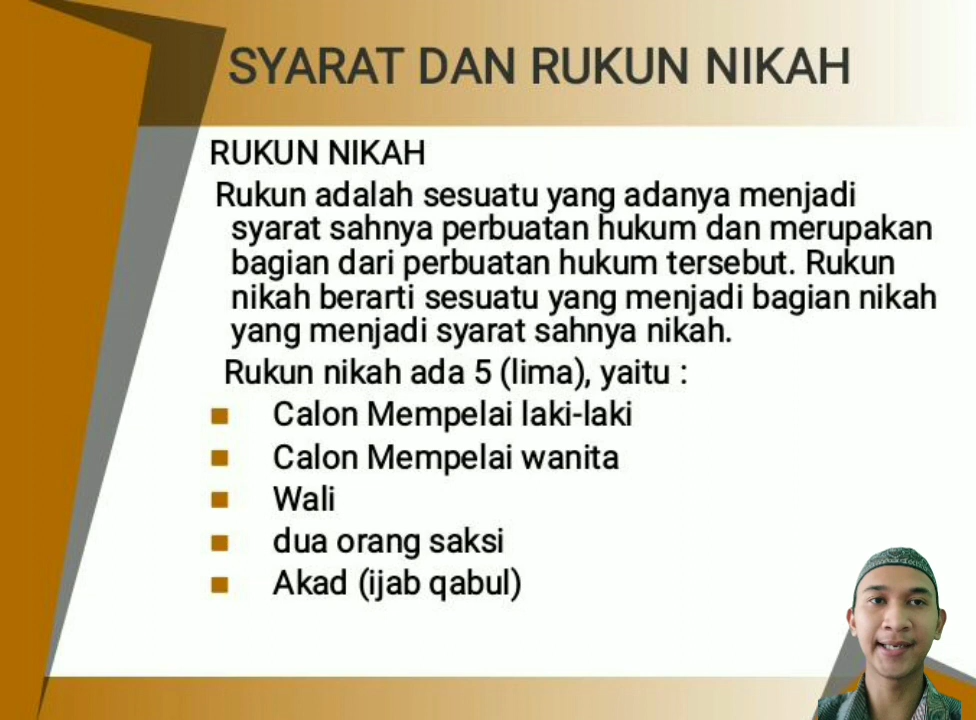 SYARAT DAN RUKUN NIKAH
RUKUN NIKAH
Rukun adalah sesuatu yang adanya menjadi
syarat sahnya perbuatan hukum dan merupakan
bagian dari perbuatan hukum tersebut. Rukun
nikah berarti sesuatu yang menjadi bagian nikah
yang menjadi syarat sahnya nikah.
Rukun nikah ada 5 (lima), yaitu :
Calon Mempelai laki-laki
Calon Mempelai wanita
Wali
dua orang saksi
Akad (ijab qabul)